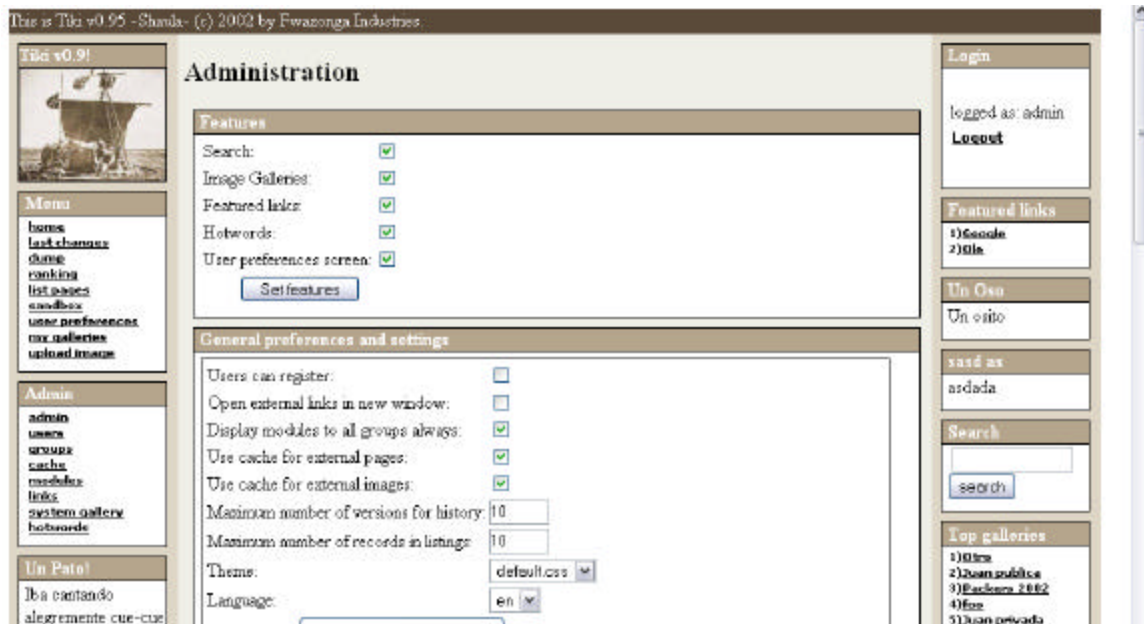 This is Tiki v0.95 -Shaula- (c) 2002 by Fwazonga Industries.
Tiki v0.9!
Menu
home
last changes
dump
ranking
list pages
sandbox
user preferences
my galleries
upload image
Admin
admin
users
groups
cache
modules
links
system gallery
hotwords
Un Pato!
Iba cantando
alegremente cue-cue
Administration
Features
Search:
Image Galleries:
Featured links:
Hotwords:
User preferences screen:
Set features
General preferences and settings
Users can register:
Open external links in new window:
Display modules to all groups always:
Use cache for external pages:
Use cache for external images:
Maximum number of versions for history: 10
Maximum number of records in listings: 10
Theme: default.css
Language: en
Login
logged as: admin
Logout
Featured links
1)Google
2)Ole
Un Oso
Un osito
sasd as
asdada
Search
search
Top galleries
1)Otra
2)Juan publica
3)Packers 2002
4)foo
5)Juan privada